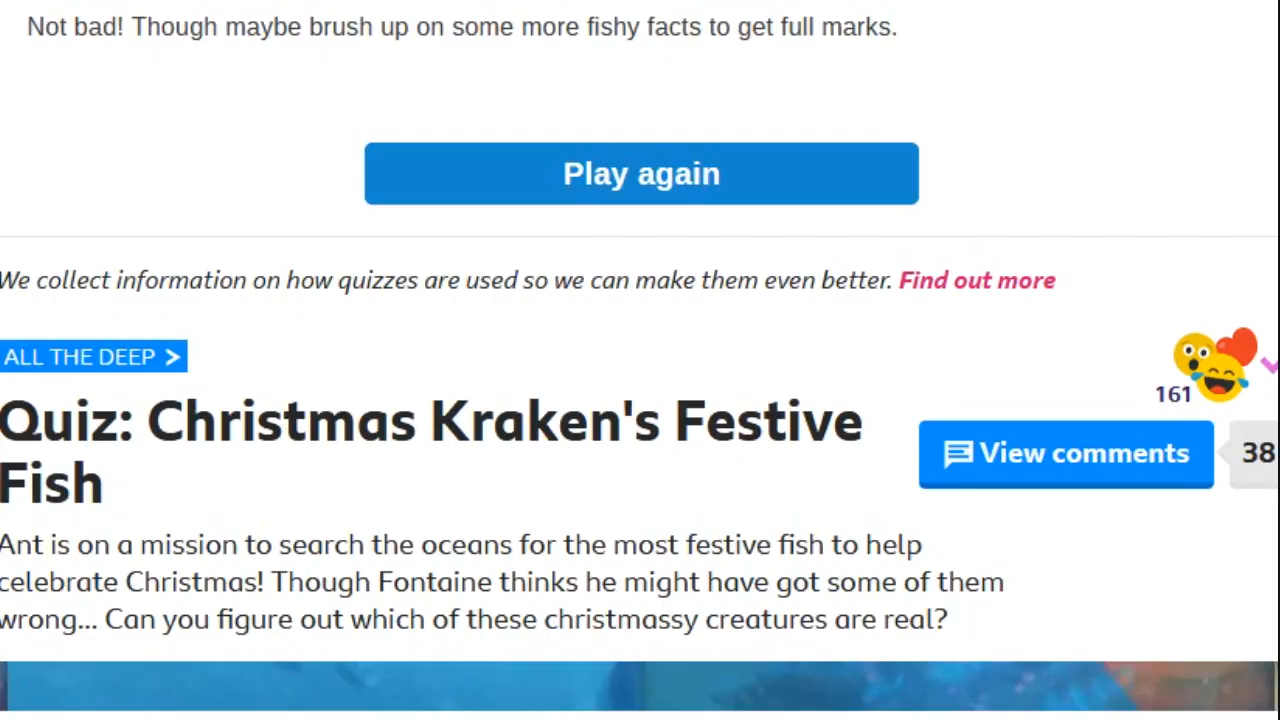 Not bad! Though maybe brush up on some more fishy facts to get full marks.
Play again
We collect information on how quizzes are used so we can make them even better. Find out more
ALL THE DEEP >
161
Quiz: Christmas Kraken's Festive
Fish
View comments
38
Ant is on a mission to search the oceans for the most festive fish to help
celebrate Christmas! Though Fontaine thinks he might have got some of them
wrong... Can you figure out which of these christmassy creatures are real?